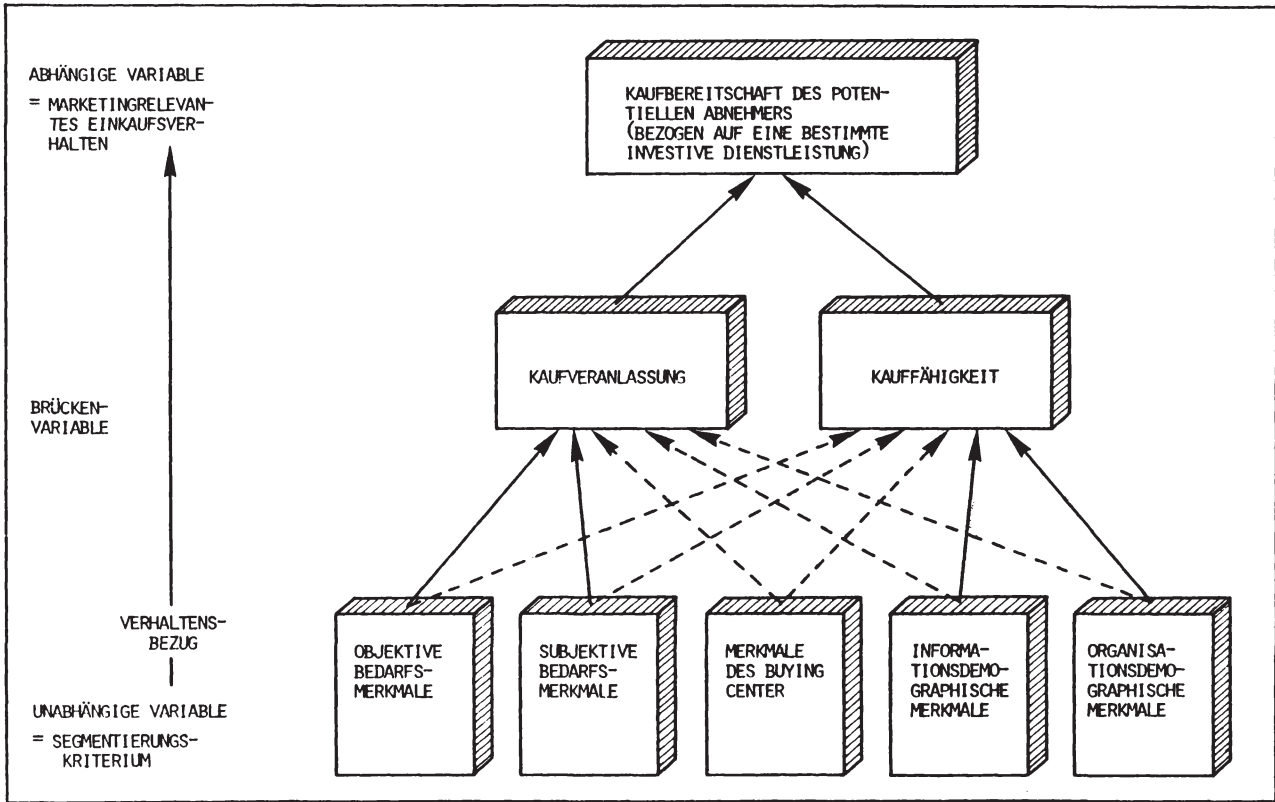 ABHÄNGIGE VARIABLE
= MARKETINGRELEVAN-
TES EINKAUFSVER-
HALTEN
KAUFBEREITSCHAFT DES POTEN-
TIELLEN ABNEHMERS
(BEZOGEN AUF EINE BESTIMMTE
INVESTIVE DIENSTLEISTUNG)
BRÜCKEN-
VARIABLE
KAUFVERANLASSUNG
KAUFFÄHIGKEIT
VERHALTENS-
BEZUG
UNABHÄNGIGE VARIABLE
= SEGMENTIERUNGS-
KRITERIUM
OBJEKTIVE
BEDARFS-
MERKMALE
SUBJEKTIVE
BEDARFS-
MERKMALE
MERKMALE
DES BUYING
CENTER
INFORMA-
TIONSDEMO-
GRAPHISCHE
MERKMALE
ORGANISA-
TIONSDEMO-
GRAPHISCHE
MERKMALE